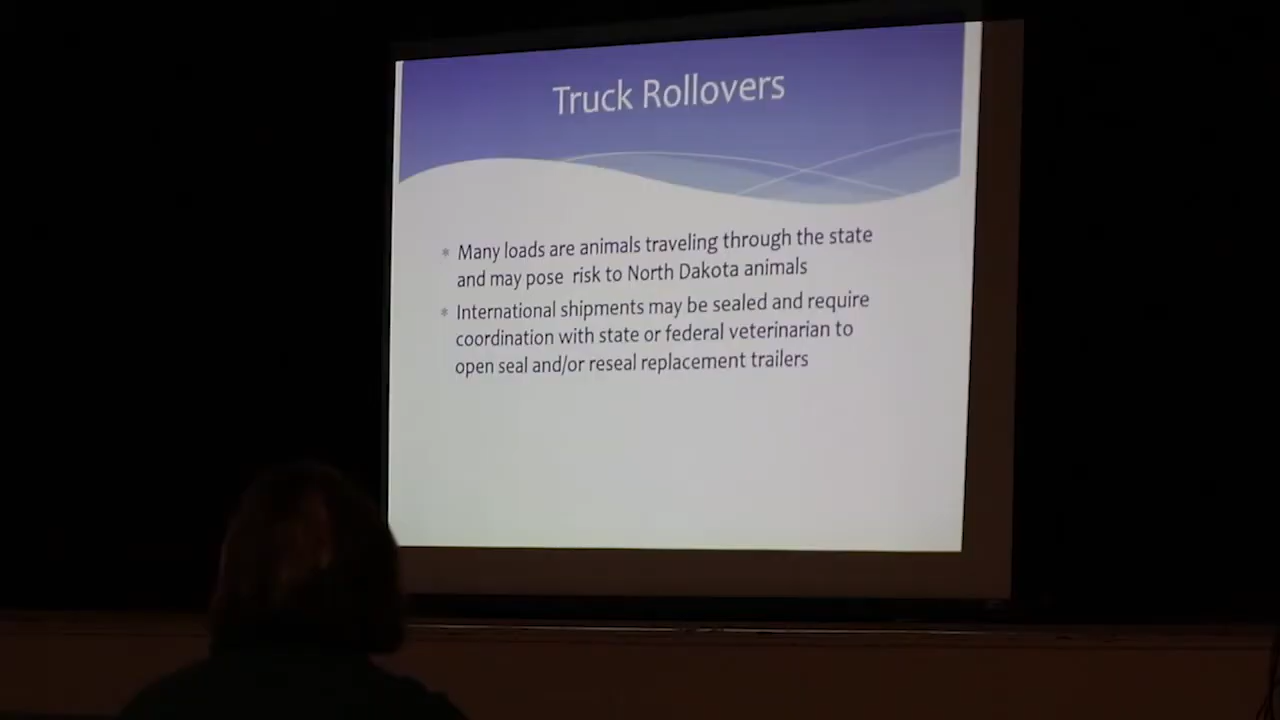 Truck Rollovers
* Many loads are animals traveling through the state
and may pose risk to North Dakota animals
* International shipments may be sealed and require
coordination with state or federal veterinarian to
open seal and/or reseal replacement trailers